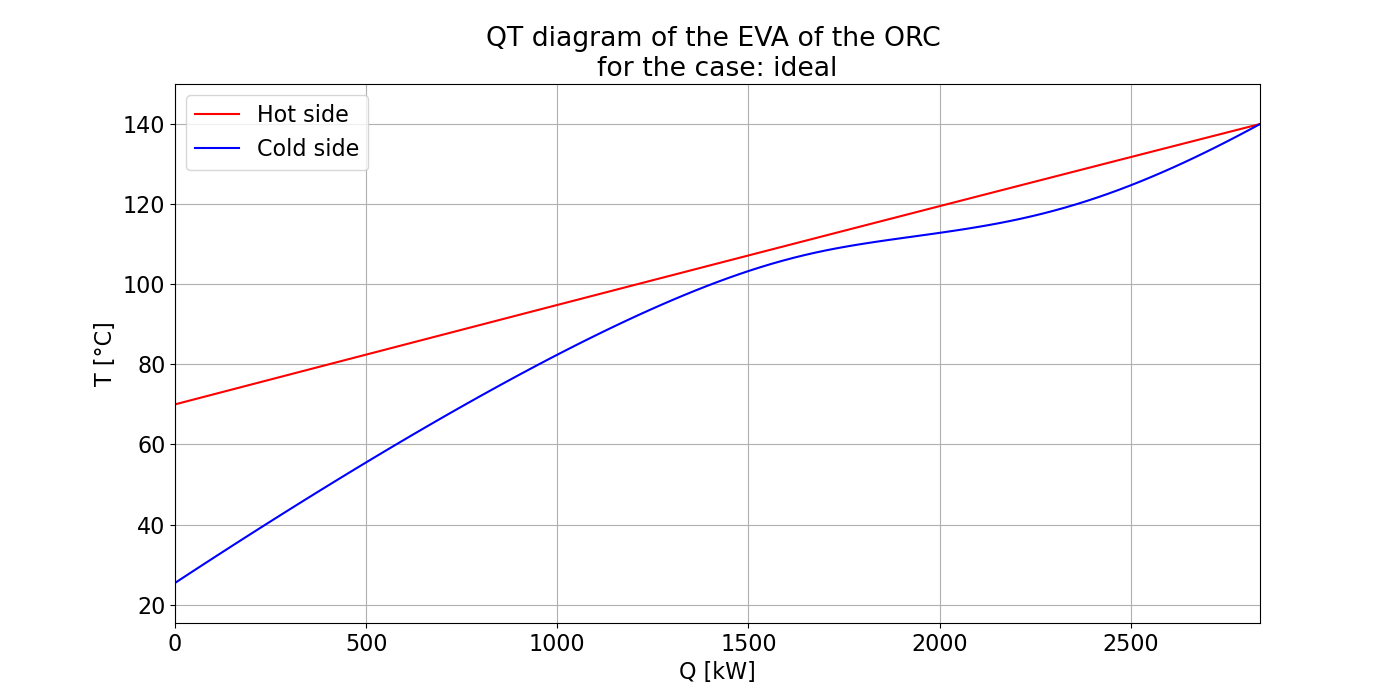 QT diagram of the EVA of the ORC
for the case: ideal
Hot side
Cold side
T [°C]
140
120
100
80
60
40
20
0
500
1000
1500
2000
2500
Q [kW]